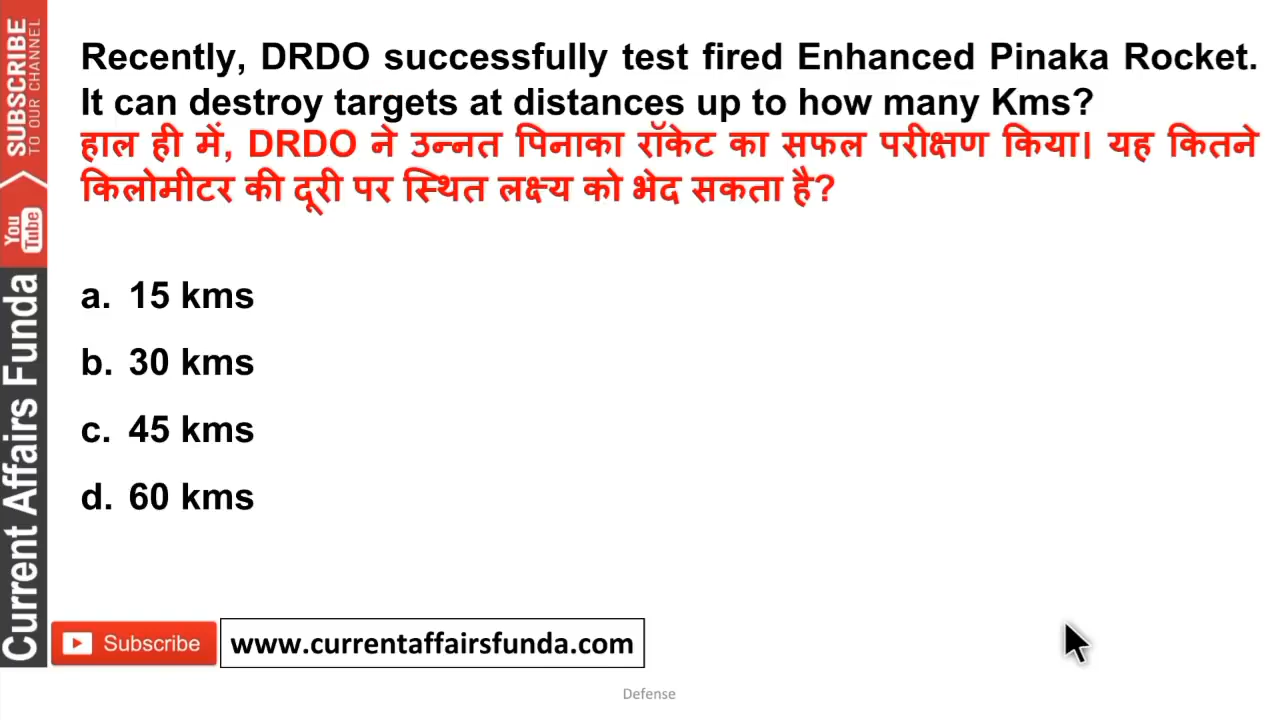 Recently, DRDO successfully test fired Enhanced Pinaka Rocket.
It can destroy targets at distances up to how many Kms?
हाल ही में, DRDO ने उन्नत पिनाका रॉकेट का सफल परीक्षण किया। यह कितने
किलोमीटर की दूरी पर स्थित लक्ष्य को भेद सकता है?
a. 15 kms
b. 30 kms
c. 45 kms
d. 60 kms
SUBSCRIBE
TO OUR CHANNEL
You
Tube
Current Affairs Funda
Subscribe
www.currentaffairsfunda.com
Defense